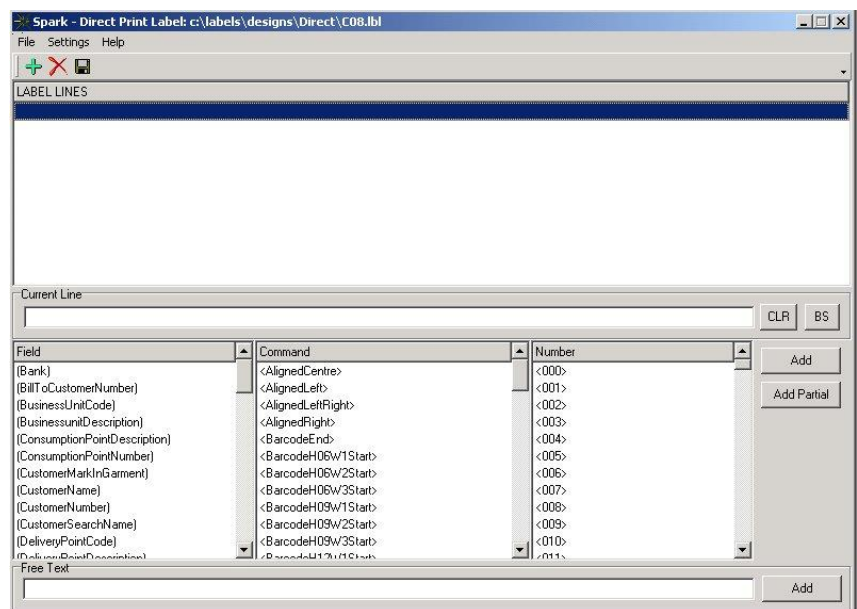 Spark - Direct Print Label: c:\labels\designs\Direct\C08.lbl
File Settings Help
LABEL LINES
Current Line
CLR BS
Field Command Number
Add
(Bank) <AlignedCentre> <000>
(BillToCustomerNumber) <AlignedLeft> <001>
Add Partial
(BusinessUnitCode) <AlignedLeftRight> <002>
(BusinessunitDescription) <AlignedRight> <003>
(ConsumptionPointDescription) <BarcodeEnd> <004>
(ConsumptionPointNumber) <BarcodeH06W1Start> <005>
(CustomerMarkInGarment) <BarcodeH06W2Start> <006>
(CustomerName) <BarcodeH06W3Start> <007>
(CustomerNumber) <BarcodeH09W1Start> <008>
(CustomerSearchName) <BarcodeH09W2Start> <009>
(DeliveryPointCode) <BarcodeH09W3Start> <010>
(DeliveryPointDescription) <BarcodeH12W1Start> <011>
Free Text
Add